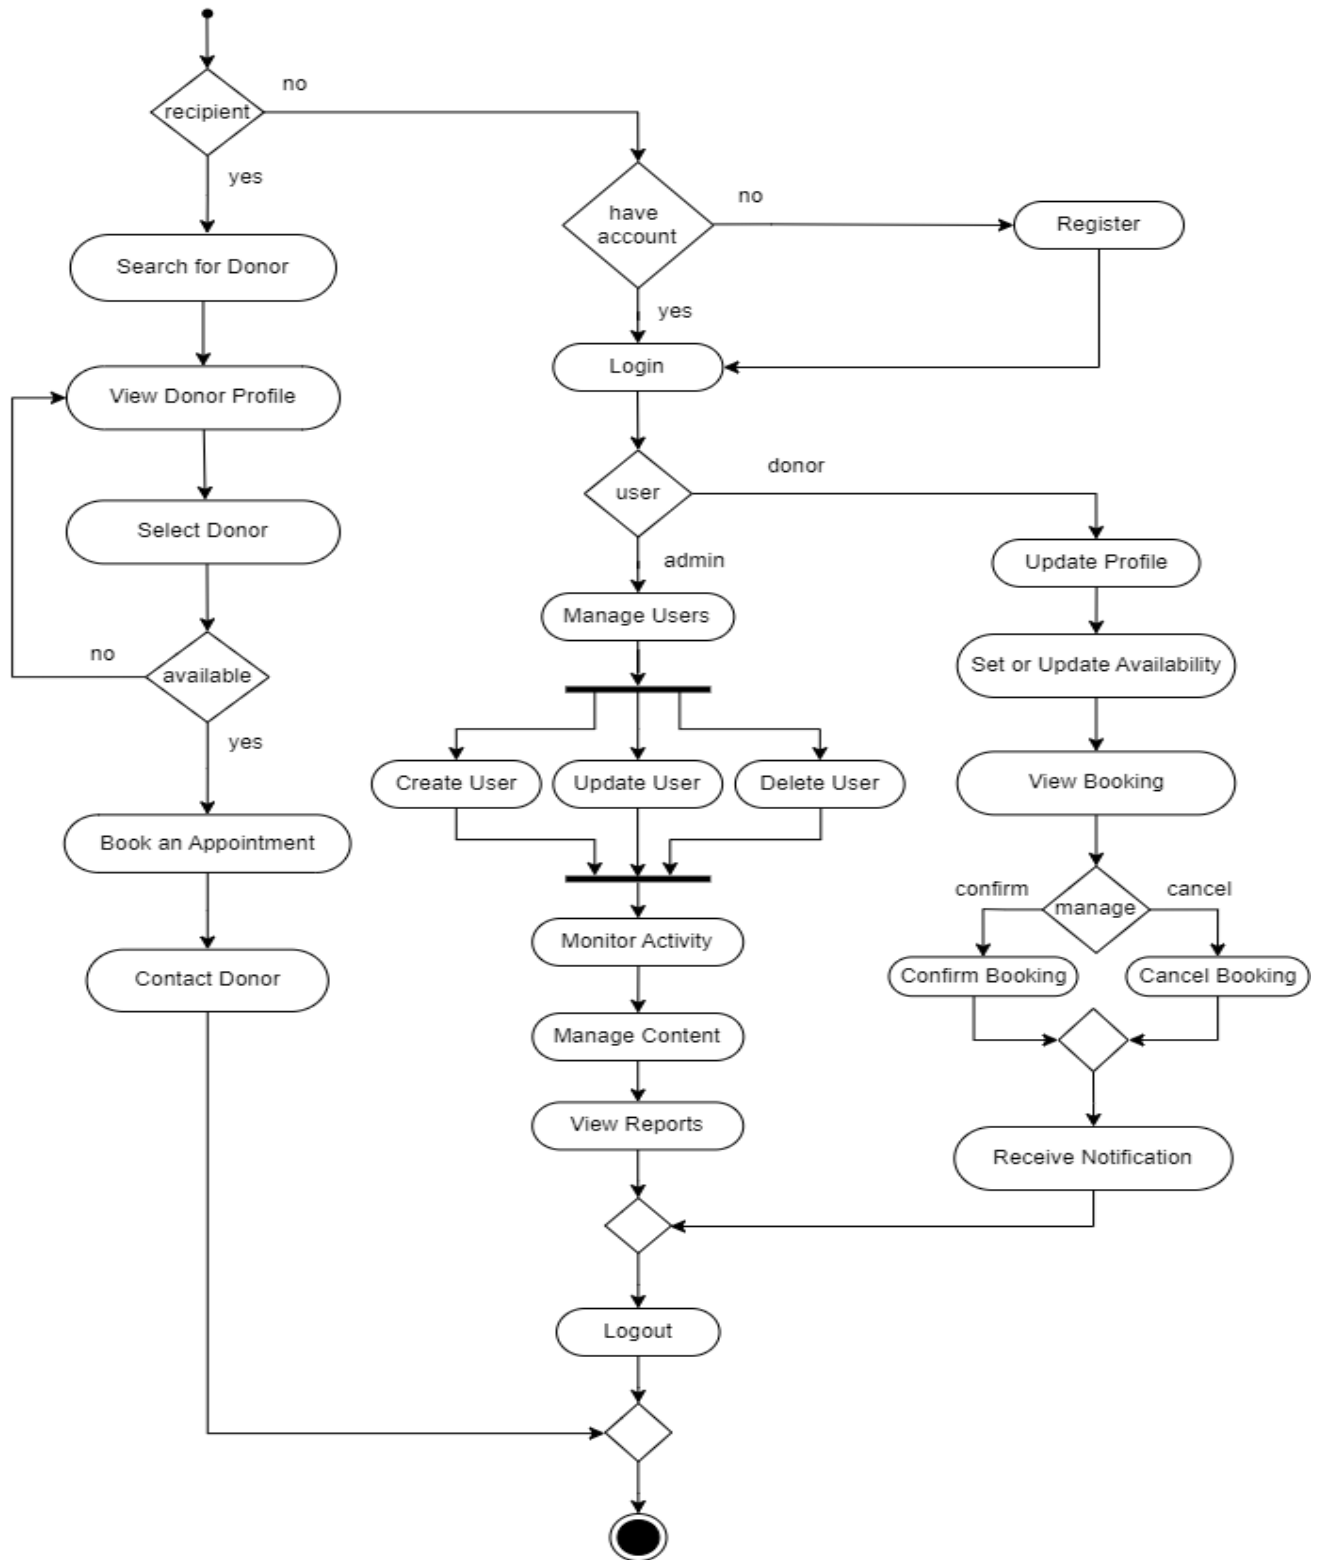 no
recipient
yes
no
have
account
Register
Search for Donor
yes
Login
View Donor Profile
donor
user
Select Donor
admin
Update Profile
Manage Users
no
available
Set or Update Availability
yes
Create User
Update User
Delete User
View Booking
Book an Appointment
confirm
cancel
manage
Monitor Activity
Contact Donor
Confirm Booking
Cancel Booking
Manage Content
View Reports
Receive Notification
Logout